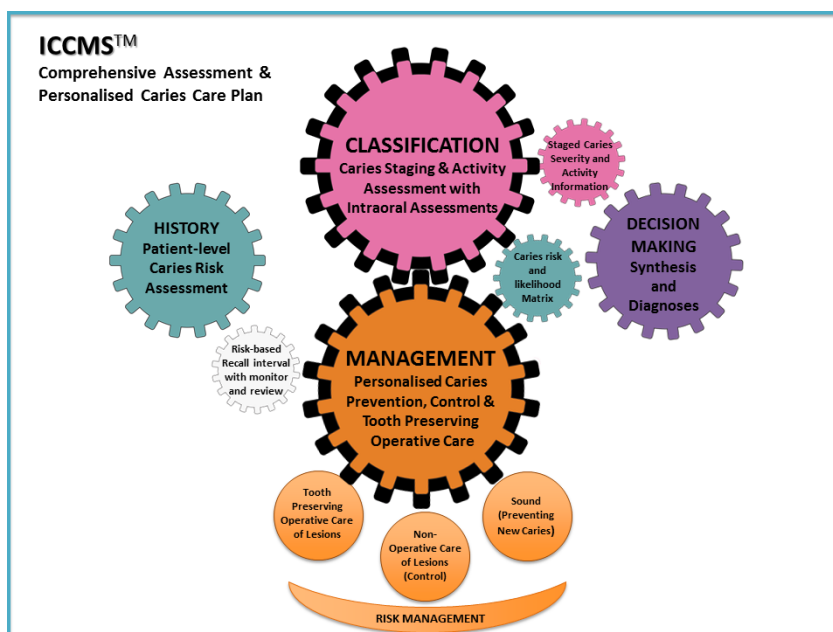 ICCMS™
Comprehensive Assessment &
Personalised Caries Care Plan
CLASSIFICATION
Caries Staging & Activity
Assessment with
Intraoral Assessments
Staged Caries
Severity and
Activity
Information
HISTORY
Patient-level
Caries Risk
Assessment
DECISION
MAKING
Synthesis
and
Diagnoses
Caries risk
and
likelihood
Matrix
MANAGEMENT
Personalised Caries
Prevention, Control &
Tooth Preserving
Operative Care
Risk-based
Recall interval
with monitor
and review
Tooth
Preserving
Operative Care
of Lesions
Non-
Operative Care
of Lesions
(Control)
Sound
(Preventing
New Caries)
RISK MANAGEMENT